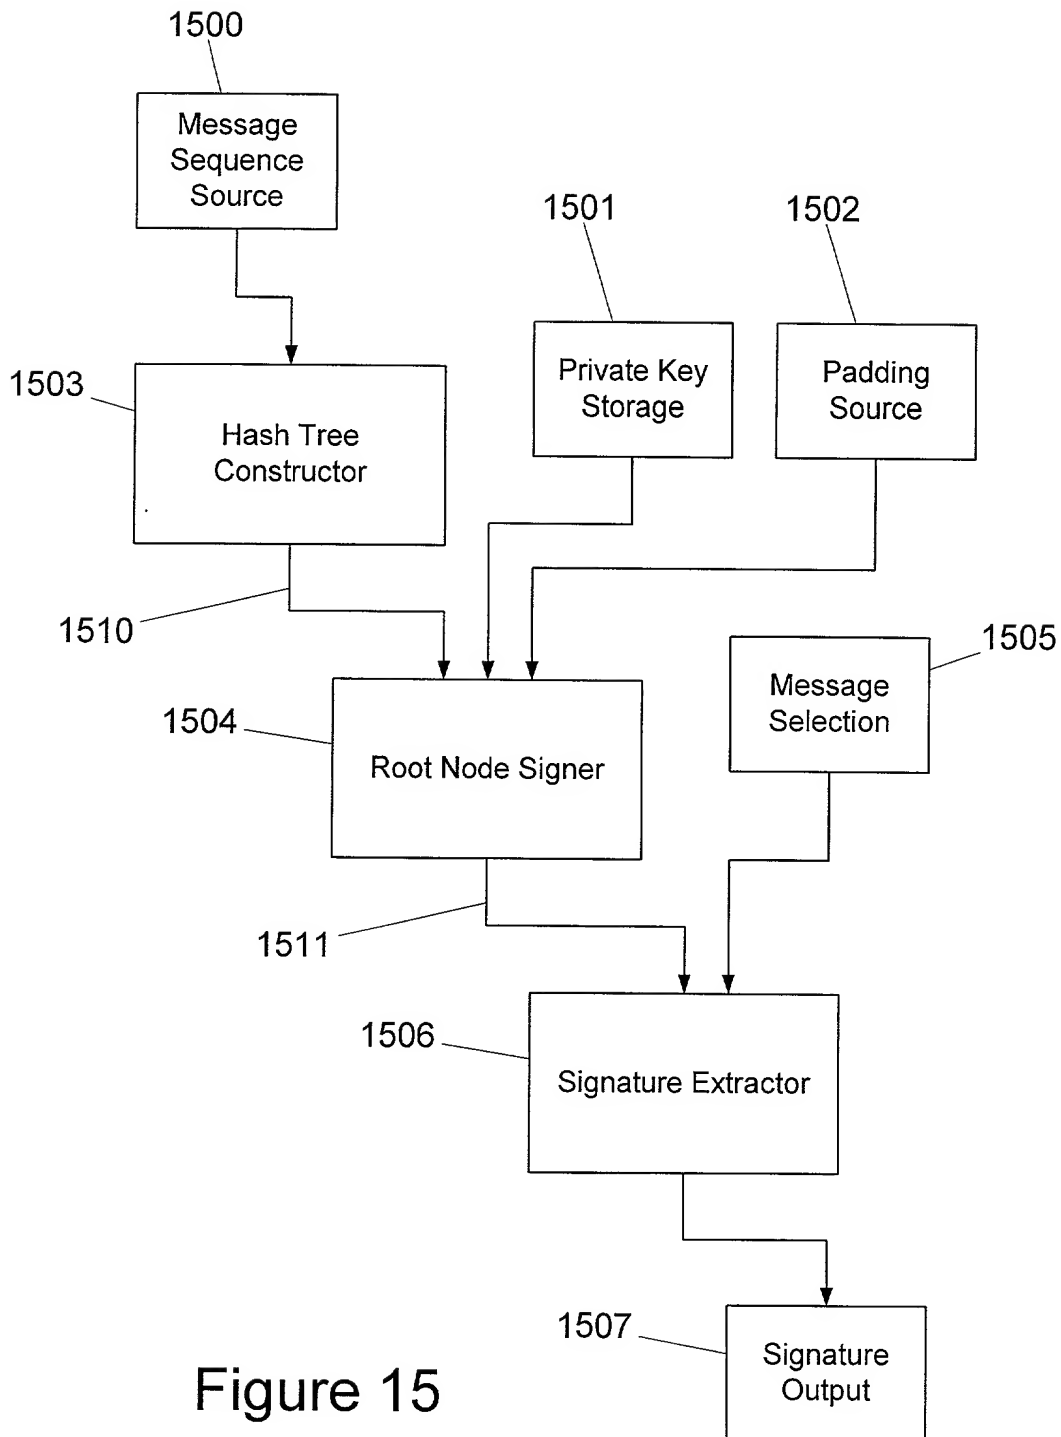 1500
Message
Sequence
Source
1501
1502
1503
Hash Tree
Constructor
Private Key
Storage
Padding
Source
1510
1504
Root Node Signer
1505
Message
Selection
1511
1506
Signature Extractor
1507
Signature
Output
Figure 15